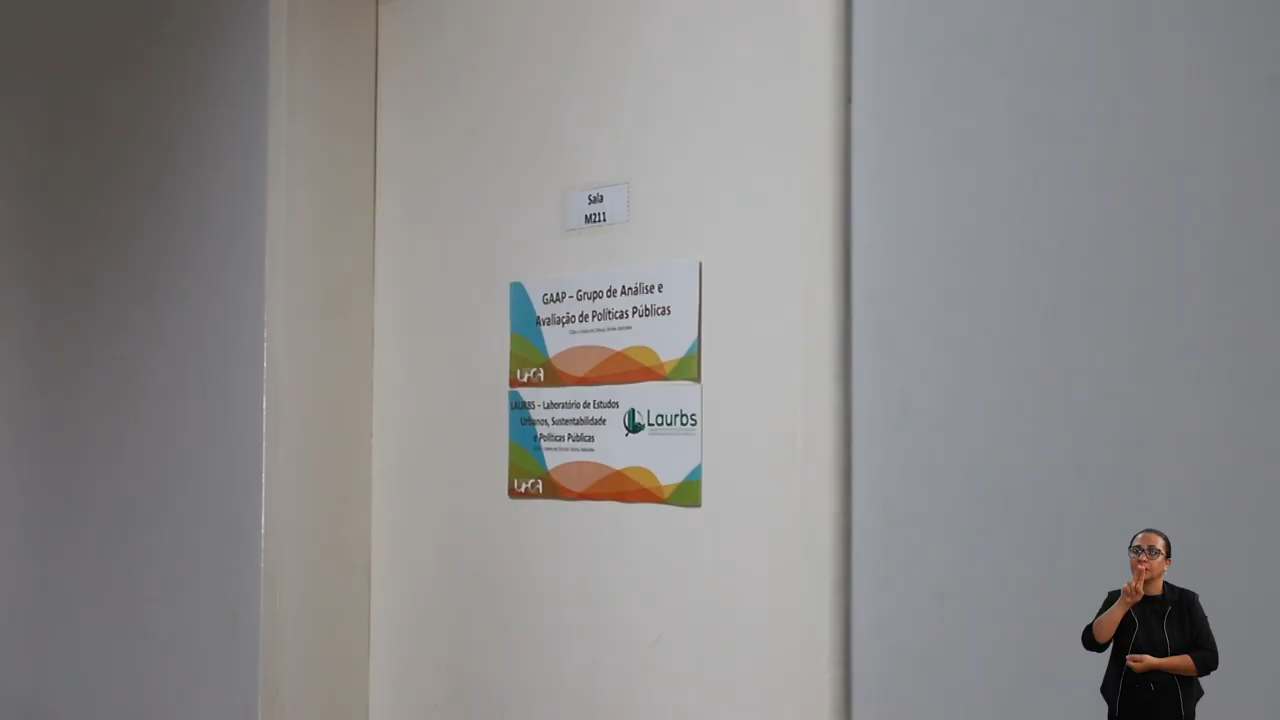 Sala
M211
GAAP – Grupo de Análise e
Avaliação de Políticas Públicas
UFCA
LAURBS – Laboratório de Estudos
Urbanos, Sustentabilidade
e Políticas Públicas
Laurbs
UFCA